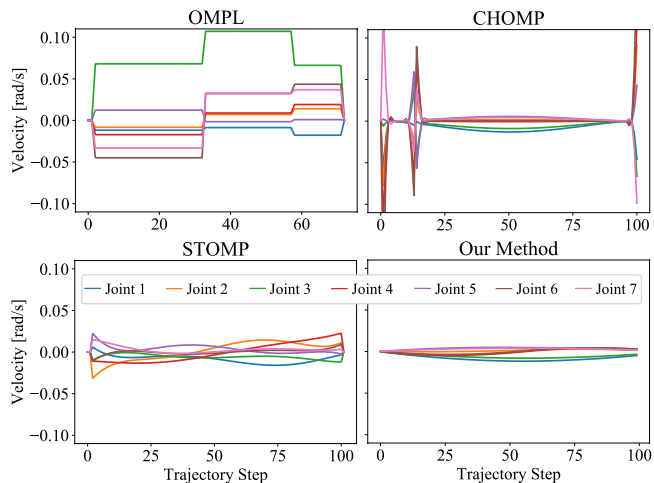 OMPL CHOMP
Velocity [rad/s]
0.10
0.05
0.00
−0.05
−0.10
0 20 40 60
0 25 50 75 100
STOMP Our Method
Velocity [rad/s]
0.10
0.05
0.00
−0.05
−0.10
Joint 1 Joint 2 Joint 3 Joint 4 Joint 5 Joint 6 Joint 7
0 25 50 75 100
0 25 50 75 100
Trajectory Step Trajectory Step